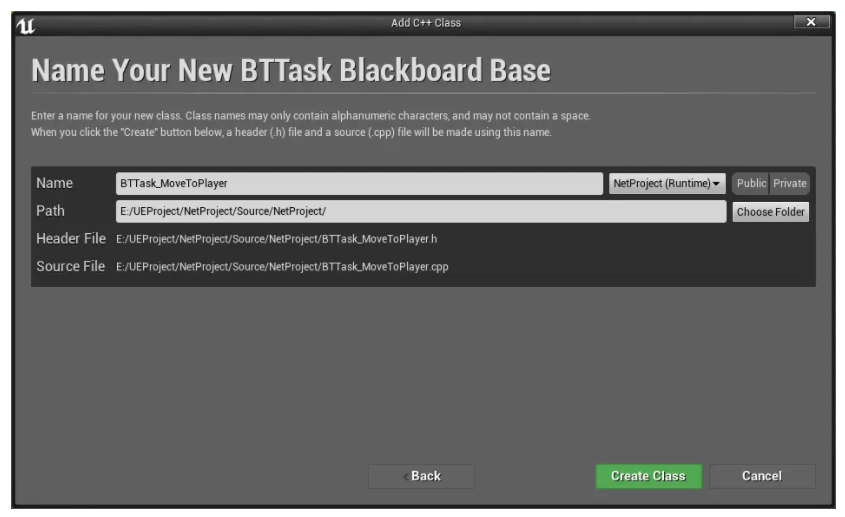 Add C++ Class
Name Your New BTTask Blackboard Base
Enter a name for your new class. Class names may only contain alphanumeric characters, and may not contain a space.
When you click the "Create" button below, a header (.h) file and a source (.cpp) file will be made using this name.
Name BTTask_MoveToPlayer NetProject (Runtime) Public Private
Path E:/UEProject/NetProject/Source/NetProject/ Choose Folder
Header File E:/UEProject/NetProject/Source/NetProject/BTTask_MoveToPlayer.h
Source File E:/UEProject/NetProject/Source/NetProject/BTTask_MoveToPlayer.cpp
Back Create Class Cancel